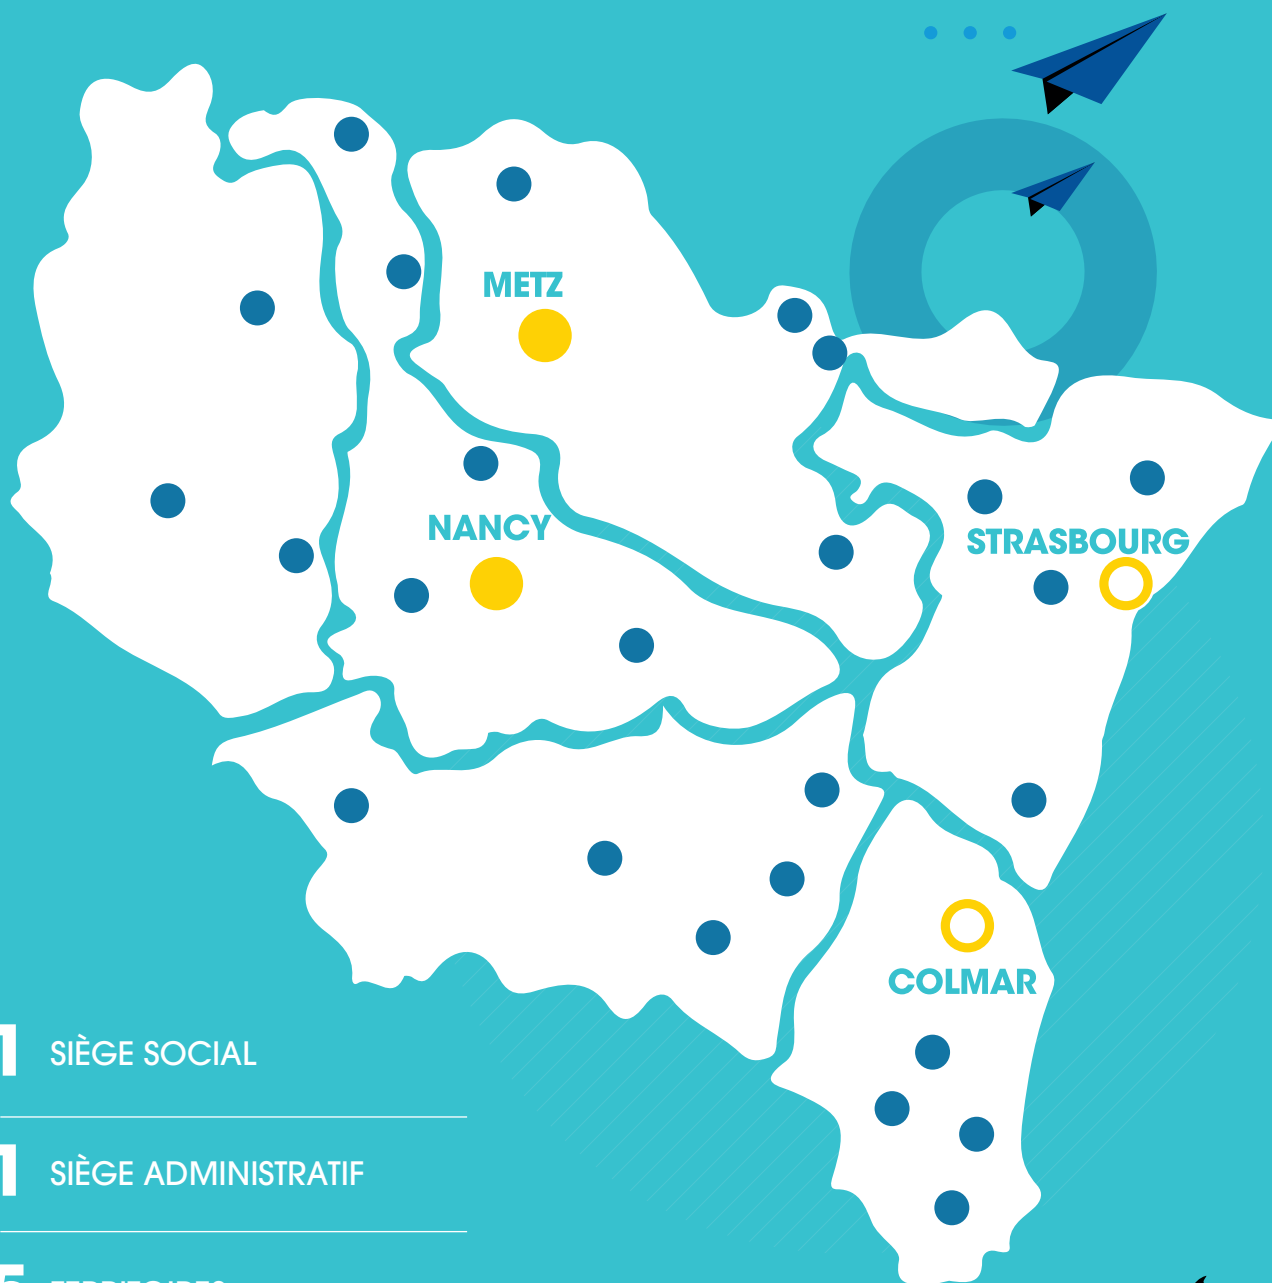 METZ
NANCY
STRASBOURG
COLMAR
1 SIÈGE SOCIAL
1 SIÈGE ADMINISTRATIF